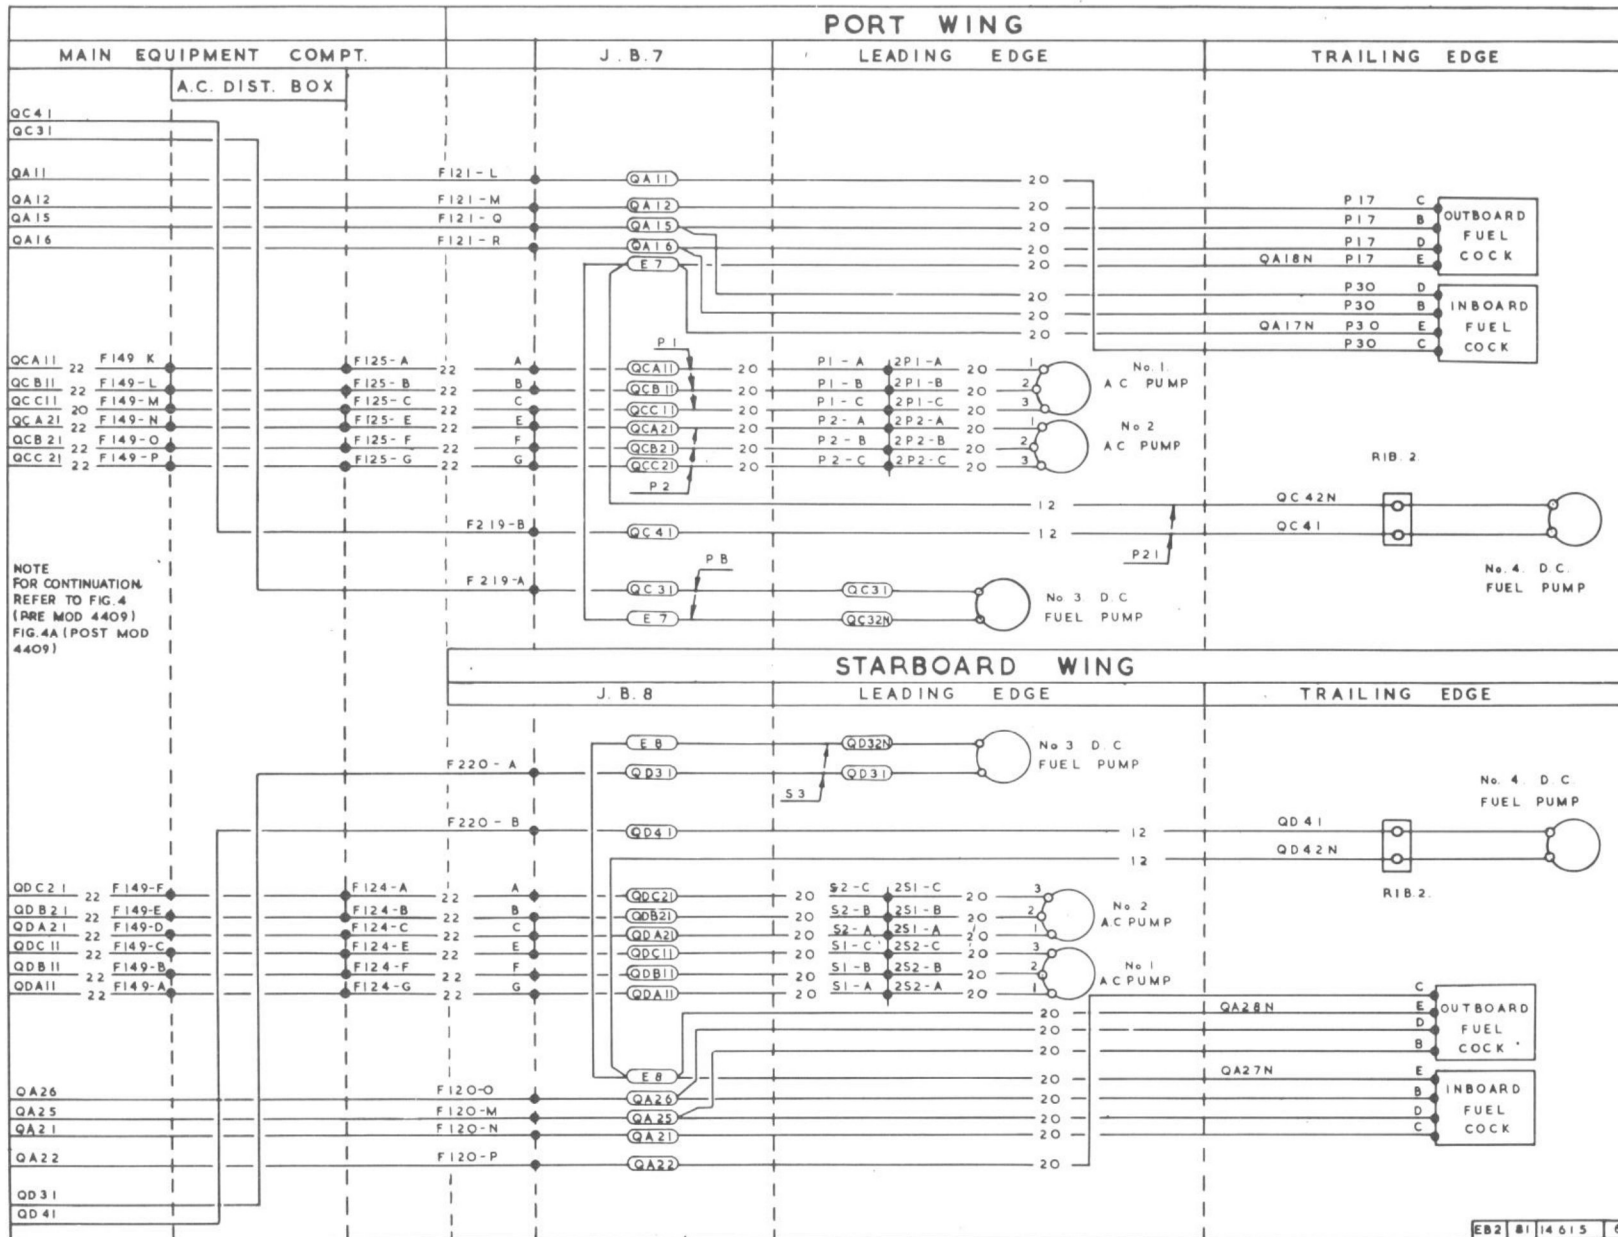 PORT WING
MAIN EQUIPMENT COMPT. J.B.7 LEADING EDGE TRAILING EDGE
A.C. DIST. BOX
QC41
QC31
QA11 F121-L QA11 20
QA12 F121-M QA12 20 P17 C
QA15 F121-Q QA15 20 P17 B
QA16 F121-R QA16 20 P17 D
E7 20 QA18N P17 E
OUTBOARD
FUEL
COCK
20 P30 D
20 P30 B
20 QA17N P30 E
P30 C
INBOARD
FUEL
COCK
P1
QCA11 22 F149 K F125-A 22 A QCA11 20 P1-A 2P1-A 20 1
QCB11 22 F149-L F125-B 22 B QCB11 20 P1-B 2P1-B 20 2
QCC11 20 F149-M F125-C 22 C QCC11 20 P1-C 2P1-C 20 3
No.1.
AC PUMP
QCA21 22 F149-N F125-E 22 E QCA21 20 P2-A 2P2-A 20 1
QCB21 22 F149-O F125-F 22 F QCB21 20 P2-B 2P2-B 20 2
QCC21 22 F149-P F125-G 22 G QCC21 20 P2-C 2P2-C 20 3
No 2
AC PUMP
P2
RIB.2.
12 QC42N
F219-B QC41 12 QC41
P21
No.4. D.C.
FUEL PUMP
PB
F219-A QC31 QC31
E7 QC32N
No 3 D.C
FUEL PUMP
NOTE
FOR CONTINUATION
REFER TO FIG.4
(PRE MOD 4409)
FIG.4A (POST MOD
4409)
STARBOARD WING
J.B.8 LEADING EDGE TRAILING EDGE
E8 QD32N
F220-A QD31 QD31
No 3 D.C
FUEL PUMP
S3
No.4. D.C.
FUEL PUMP
F220-B QD41 12 QD41
12 QD42N
RIB.2.
QDC21 22 F149-F F124-A 22 A QDC21 20 S2-C 2S1-C 20 3
QDB21 22 F149-E F124-B 22 B QDB21 20 S2-B 2S1-B 20 2
QDA21 22 F149-D F124-C 22 C QDA21 20 S2-A 2S1-A 20 1
No 2
AC PUMP
QDC11 22 F149-C F124-E 22 E QDC11 20 S1-C 2S2-C 20 3
QDB11 22 F149-B F124-F 22 F QDB11 20 S1-B 2S2-B 20 2
QDA11 22 F149-A F124-G 22 G QDA11 20 S1-A 2S2-A 20 1
No 1
AC PUMP
C
20 QA28N E
20 D
20 B
OUTBOARD
FUEL
COCK
E8 20 QA27N E
QA26 F120-O QA26 20 B
QA25 F120-M QA25 20 D
QA21 F120-N QA21 20 C
INBOARD
FUEL
COCK
QA22 F120-P QA22 20
QD31
QD41
EB2 81 14615